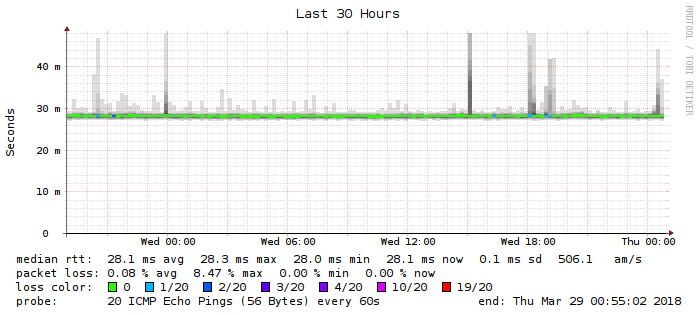 Last 30 Hours
RRDTOOL / TOBI OETIKER
Seconds
40 m
30 m
20 m
10 m
0
Wed 00:00 Wed 06:00 Wed 12:00 Wed 18:00 Thu 00:00
median rtt: 28.1 ms avg 28.3 ms max 28.0 ms min 28.1 ms now 0.1 ms sd 506.1 am/s
packet loss: 0.08 % avg 8.47 % max 0.00 % min 0.00 % now
loss color: 0 1/20 2/20 3/20 4/20 10/20 19/20
probe: 20 ICMP Echo Pings (56 Bytes) every 60s end: Thu Mar 29 00:55:02 2018